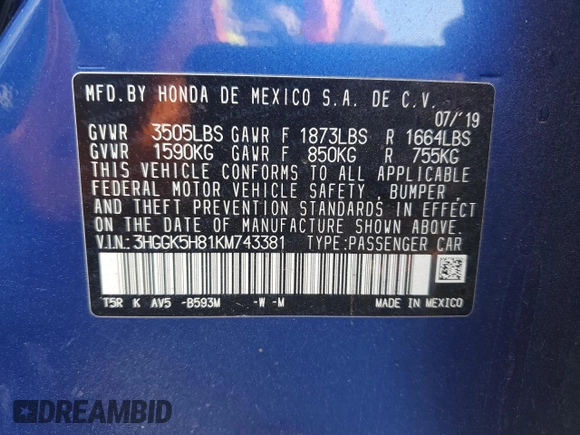 MFD.BY HONDA DE MEXICO S.A. DE C.V.
07/'19
GVWR 3505LBS GAWR F 1873LBS R 1664LBS
GVWR 1590KG GAWR F 850KG R 755KG
THIS VEHICLE CONFORMS TO ALL APPLICABLE
FEDERAL MOTOR VEHICLE SAFETY , BUMPER ,
AND THEFT PREVENTION STANDARDS IN EFFECT
ON THE DATE OF MANUFACTURE SHOWN ABOVE.
V.I.N: 3HGGK5H81KM743381 TYPE:PASSENGER CAR
T5R K AV5 -B593M -W -M MADE IN MEXICO
DREAMBID